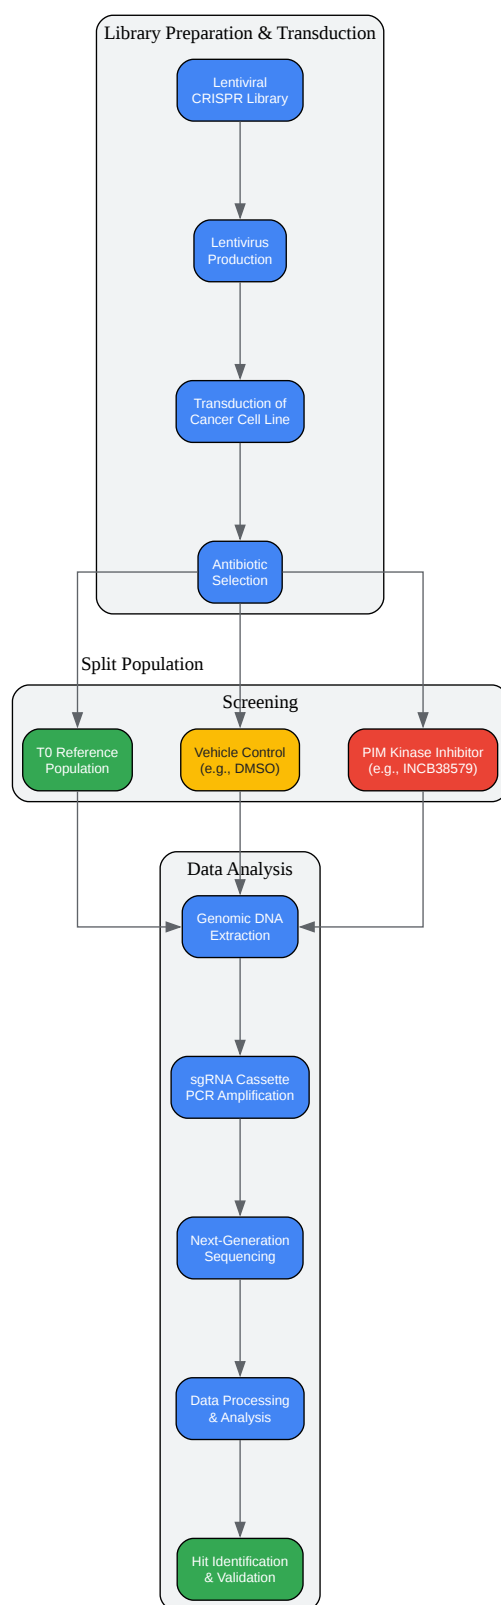 Library Preparation & Transduction
Lentiviral
CRISPR Library
Lentivirus
Production
Transduction of
Cancer Cell Line
Antibiotic
Selection
Split Population
Screening
T0 Reference
Population
Vehicle Control
(e.g., DMSO)
PIM Kinase Inhibitor
(e.g., INCB38579)
Data Analysis
Genomic DNA
Extraction
sgRNA Cassette
PCR Amplification
Next-Generation
Sequencing
Data Processing
& Analysis
Hit Identification
& Validation